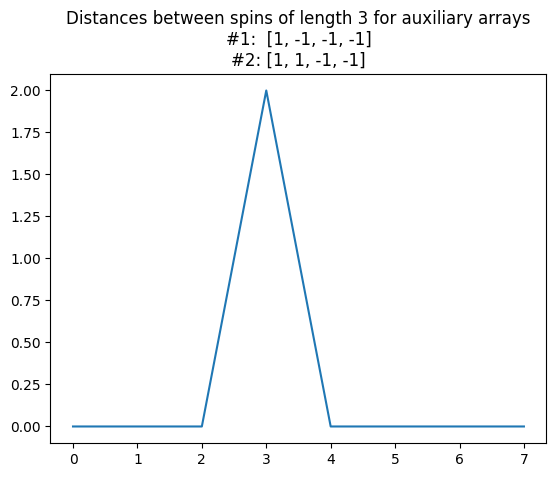 Distances between spins of length 3 for auxiliary arrays
#1:  [1, -1, -1, -1]
#2: [1, 1, -1, -1]
2.00
1.75
1.50
1.25
1.00
0.75
0.50
0.25
0.00
0 1 2 3 4 5 6 7